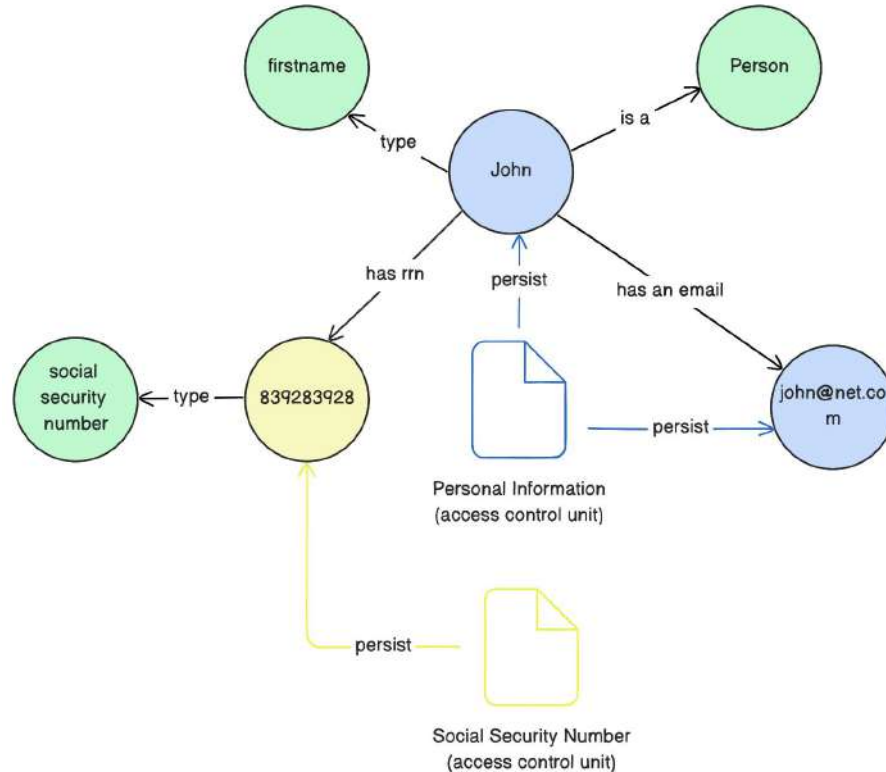 firstname
Person
type
is a
John
has rrn
persist
has an email
social
security
number
type
839283928
john@net.co
m
persist
Personal Information
(access control unit)
persist
Social Security Number
(access control unit)